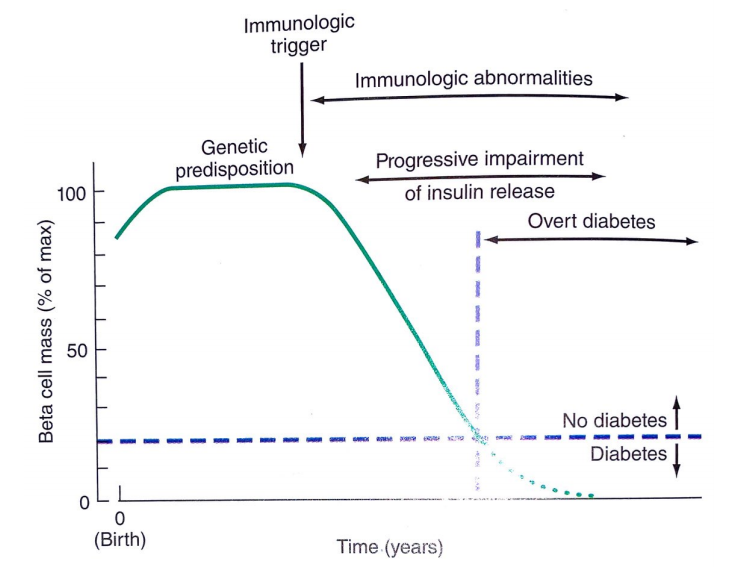 Immunologic
trigger
Immunologic abnormalities
Genetic
predisposition
Progressive impairment
of insulin release
Overt diabetes
Beta cell mass (% of max)
100
50
0
No diabetes
Diabetes
0
(Birth)
Time (years)